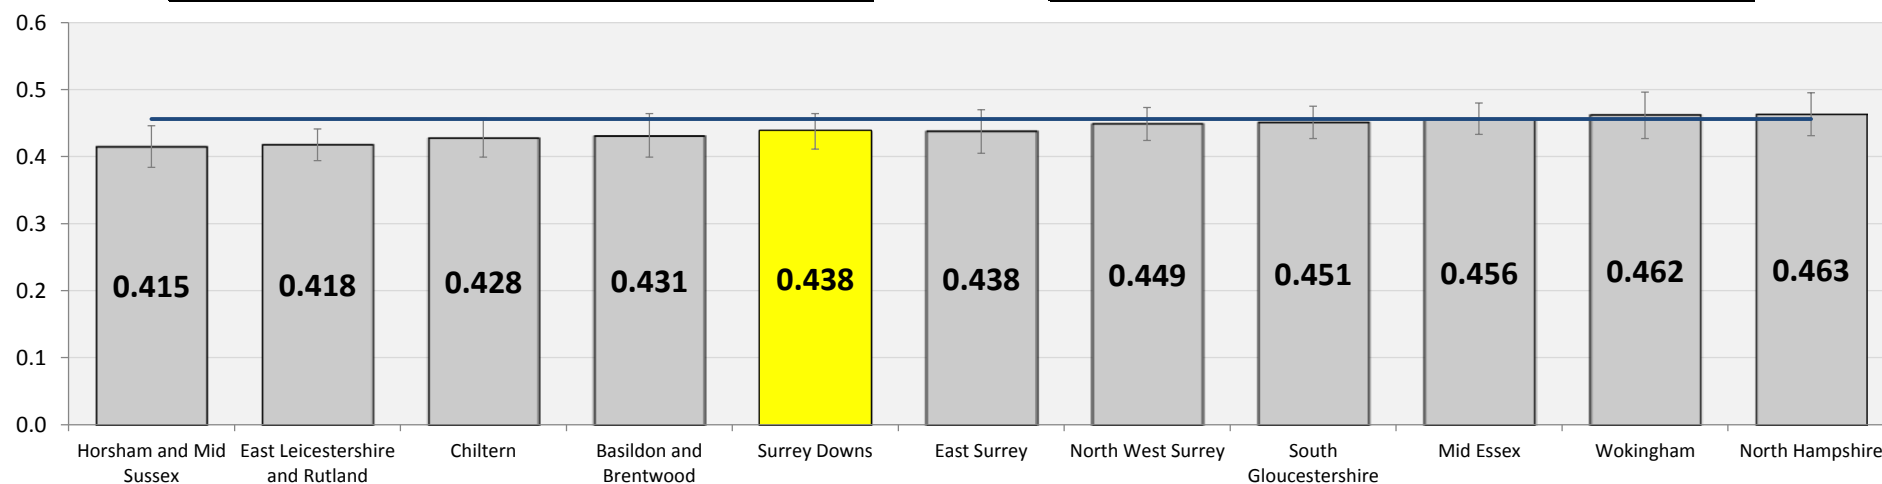 0.6
0.5
0.4
0.3
0.2
0.1
0.0
0.415
0.418
0.428
0.431
0.438
0.438
0.449
0.451
0.456
0.462
0.463
Horsham and Mid
Sussex
East Leicestershire
and Rutland
Chiltern
Basildon and
Brentwood
Surrey Downs
East Surrey
North West Surrey
South
Gloucestershire
Mid Essex
Wokingham
North Hampshire